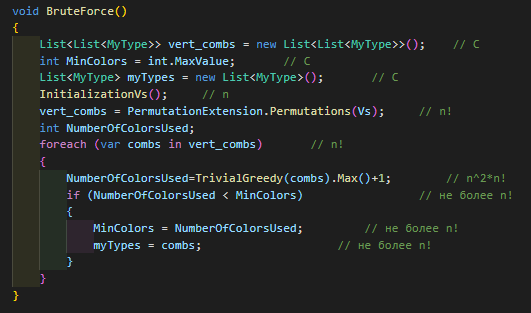 void BruteForce()
{
    List<List<MyType>> vert_combs = new List<List<MyType>>();    // C
    int MinColors = int.MaxValue;       // C
    List<MyType> myTypes = new List<MyType>();       // C
    InitializationVs();     // n
    vert_combs = PermutationExtension.Permutations(Vs);     // n!
    int NumberOfColorsUsed;
    foreach (var combs in vert_combs)       // n!
    {
        NumberOfColorsUsed=TrivialGreedy(combs).Max()+1;        // n^2*n!
        if (NumberOfColorsUsed < MinColors)                 // не более n!
        {
            MinColors = NumberOfColorsUsed;         // не более n!
            myTypes = combs;                    // не более n!
        }
    }
}